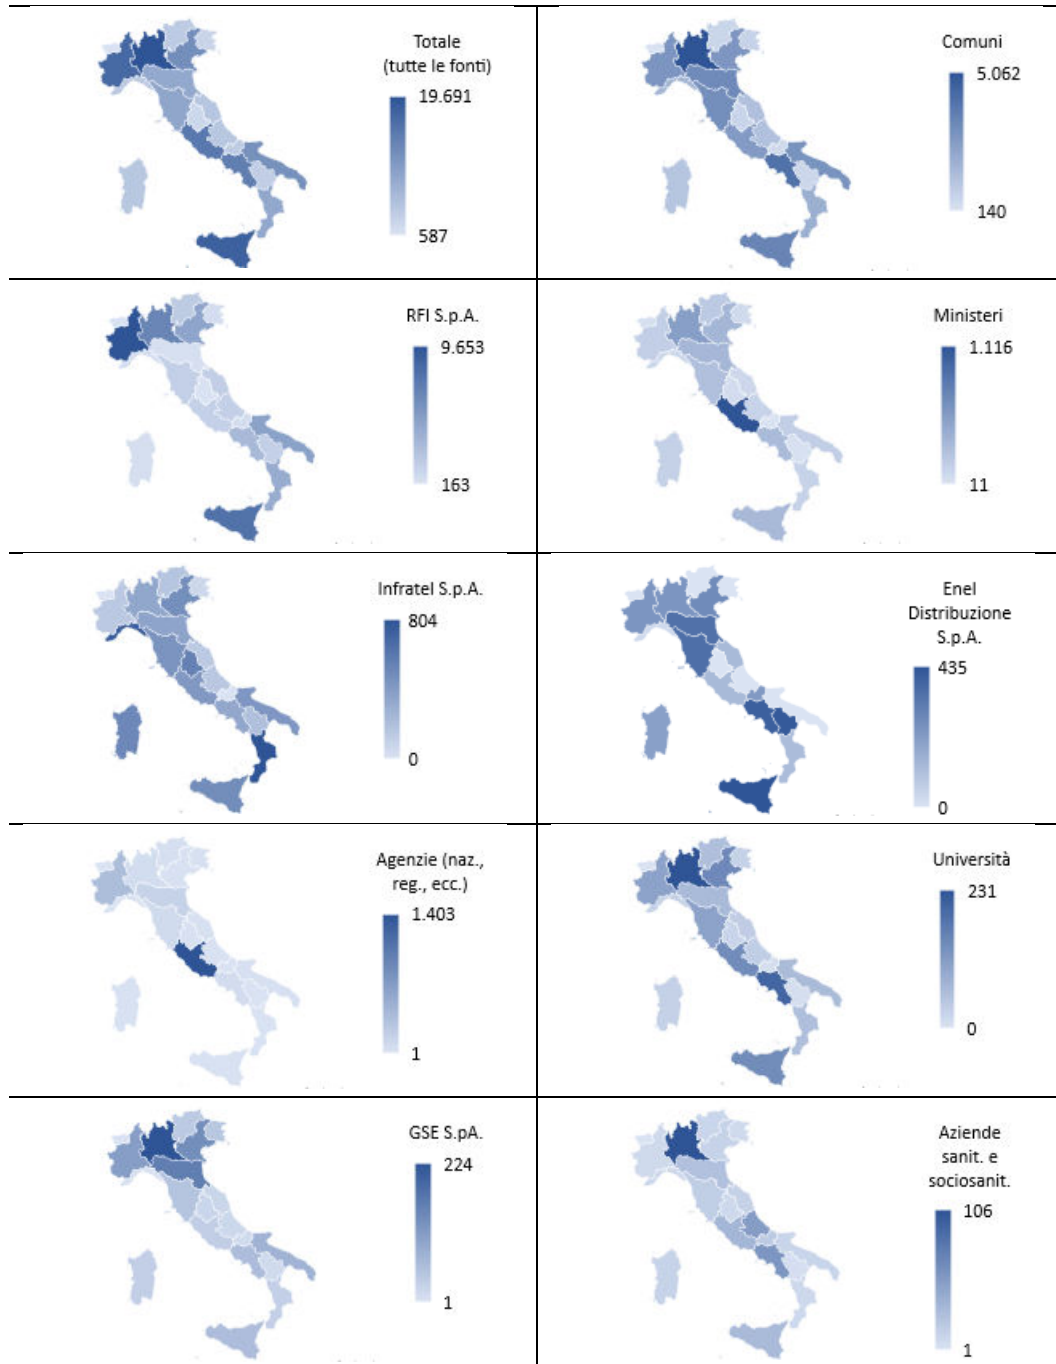 Totale
(tutte le fonti)
19.691
587
Comuni
5.062
140
RFI S.p.A.
9.653
163
Ministeri
1.116
11
Infratel S.p.A.
804
0
Enel
Distribuzione
S.p.A.
435
0
Agenzie (naz.,
reg., ecc.)
1.403
1
Università
231
0
GSE S.pA.
224
1
Aziende
sanit. e
sociosanit.
106
1